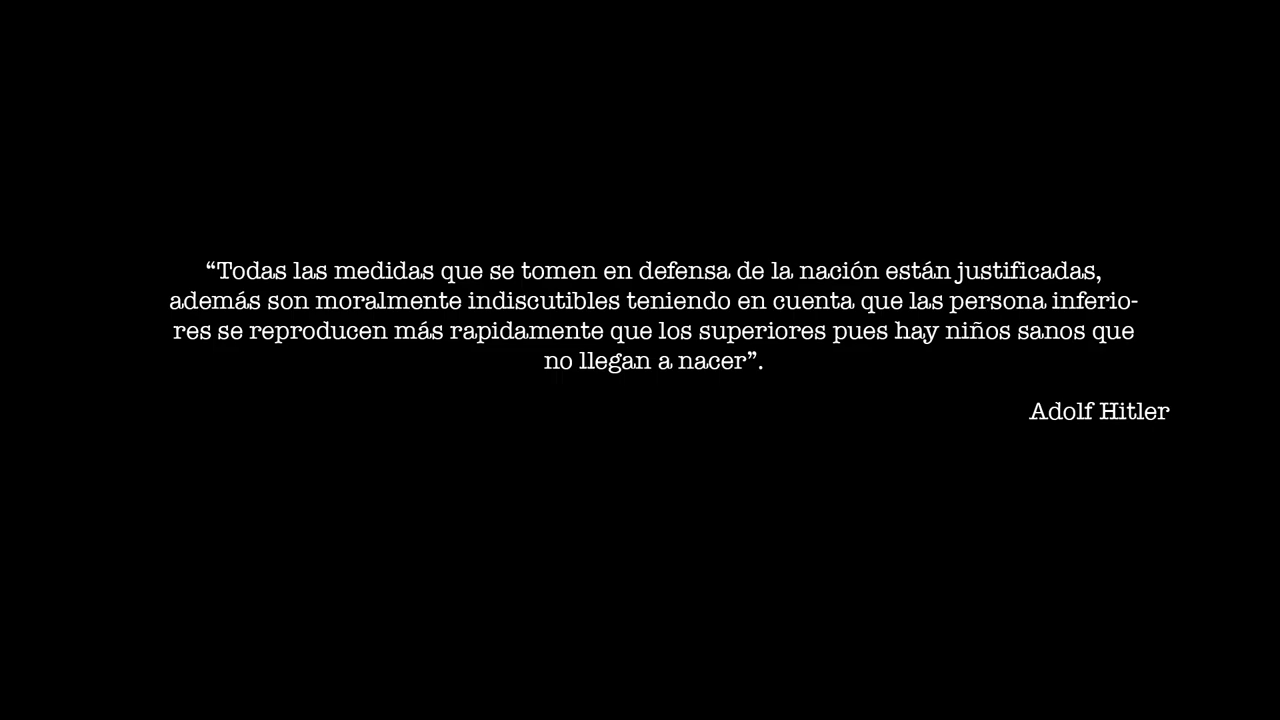 “Todas las medidas que se tomen en defensa de la nación están justificadas,
además son moralmente indiscutibles teniendo en cuenta que las persona inferio-
res se reproducen más rapidamente que los superiores pues hay niños sanos que
no llegan a nacer”.
Adolf Hitler